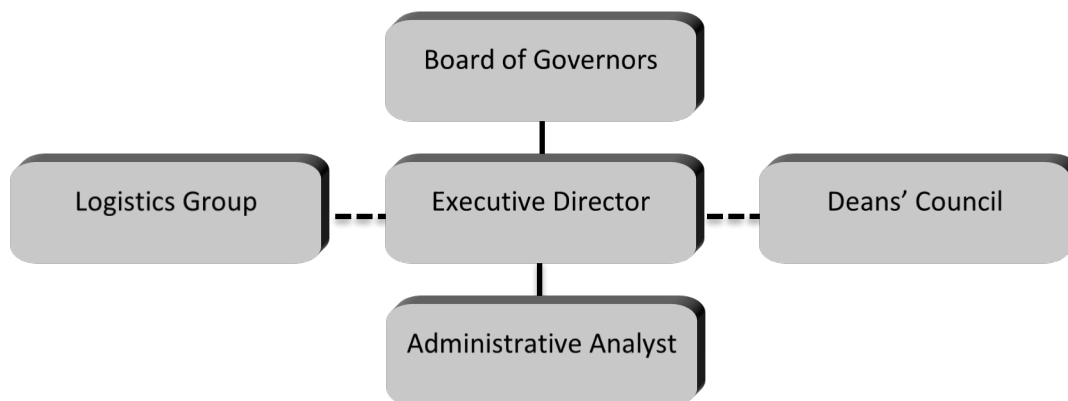 Board of Governors
Logistics Group
Executive Director
Deans’ Council
Administrative Analyst